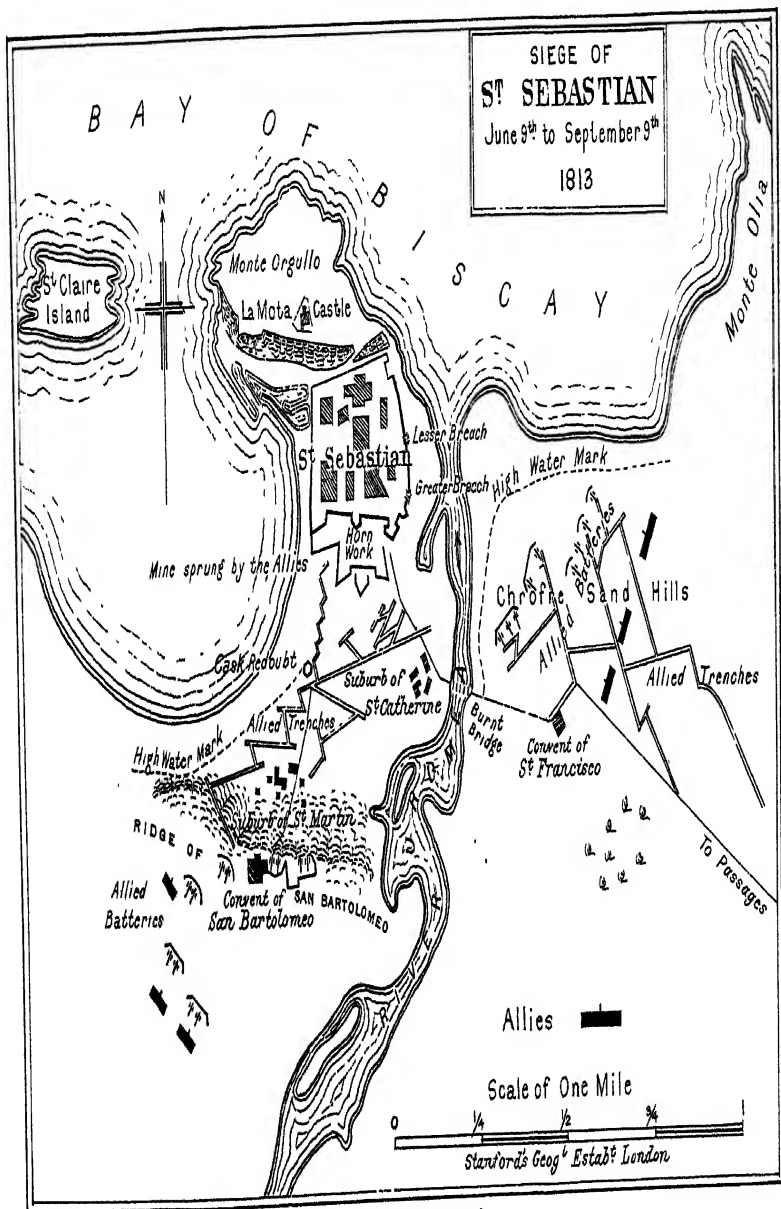 SIEGE OF
ST SEBASTIAN
June 9th to September 9th
1813
BAY OF BISCAY
Monte Olia
N
St Claire
Island
Monte Orgullo
La Mota Castle
St Sebastian
Lesser Breach
Greater Breach
High Water Mark
Horn
Work
Mine sprung by the Allies
Batteries
Chrofre Sand Hills
Allied
Allied Trenches
Cask Redoubt
Suburb of
St Catherine
Burnt
Bridge
Convent of
St Francisco
Allied Trenches
High Water Mark
Suburb of St Martin
RIDGE OF
SAN BARTOLOMEO
Convent of
San Bartolomeo
Allied
Batteries
To Passages
RIVER
Allies
Scale of One Mile
0 1/4 1/2 3/4 1
Stanford's Geogl Estabt London